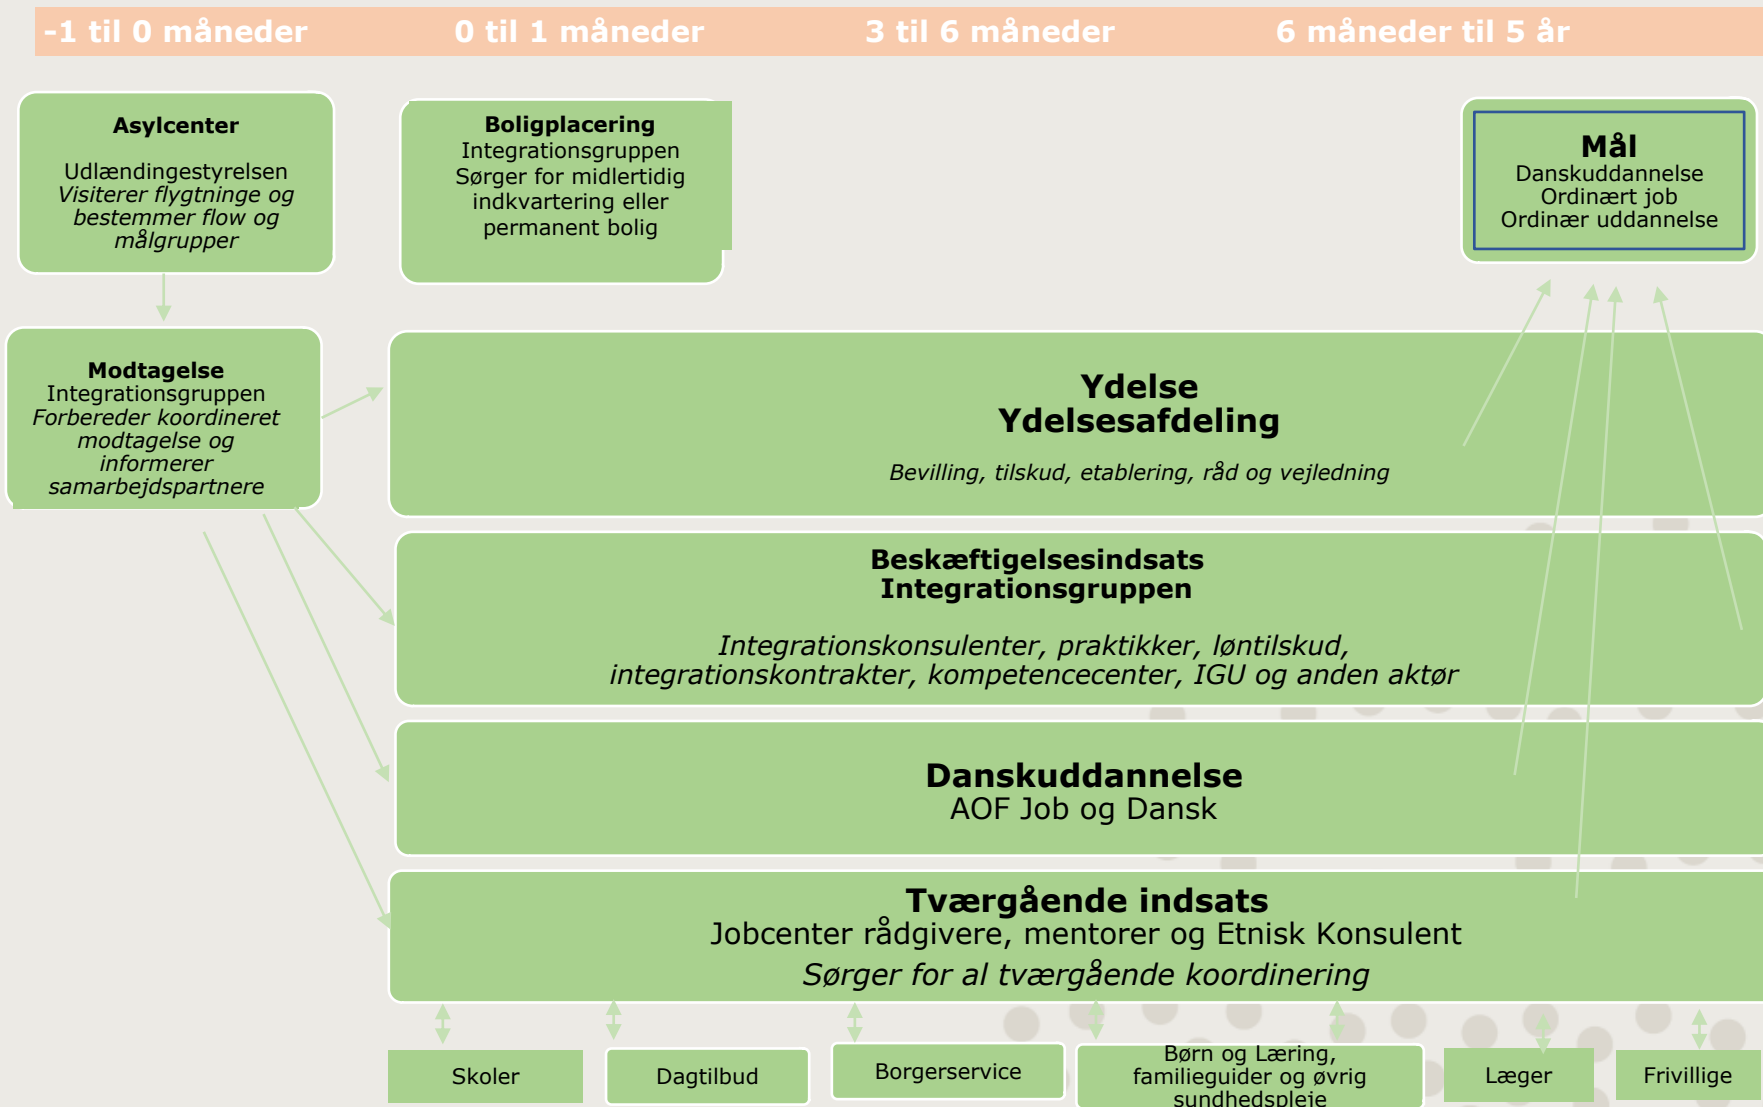 -1 til 0 måneder
0 til 1 måneder
3 til 6 måneder
6 måneder til 5 år
Asylcenter
Udlændingestyrelsen
Visiterer flygtninge og
bestemmer flow og
målgrupper
Boligplacering
Integrationsgruppen
Sørger for midlertidig
indkvartering eller
permanent bolig
Mål
Danskuddannelse
Ordinært job
Ordinær uddannelse
Modtagelse
Integrationsgruppen
Forbereder koordineret
modtagelse og
informerer
samarbejdspartnere
Ydelse
Ydelsesafdeling
Bevilling, tilskud, etablering, råd og vejledning
Beskæftigelsesindsats
Integrationsgruppen
Integrationskonsulenter, praktikker, løntilskud,
integrationskontrakter, kompetencecenter, IGU og anden aktør
Danskuddannelse
AOF Job og Dansk
Tværgående indsats
Jobcenter rådgivere, mentorer og Etnisk Konsulent
Sørger for al tværgående koordinering
Skoler
Dagtilbud
Borgerservice
Børn og Læring,
familieguider og øvrig
sundhedspleje
Læger
Frivillige